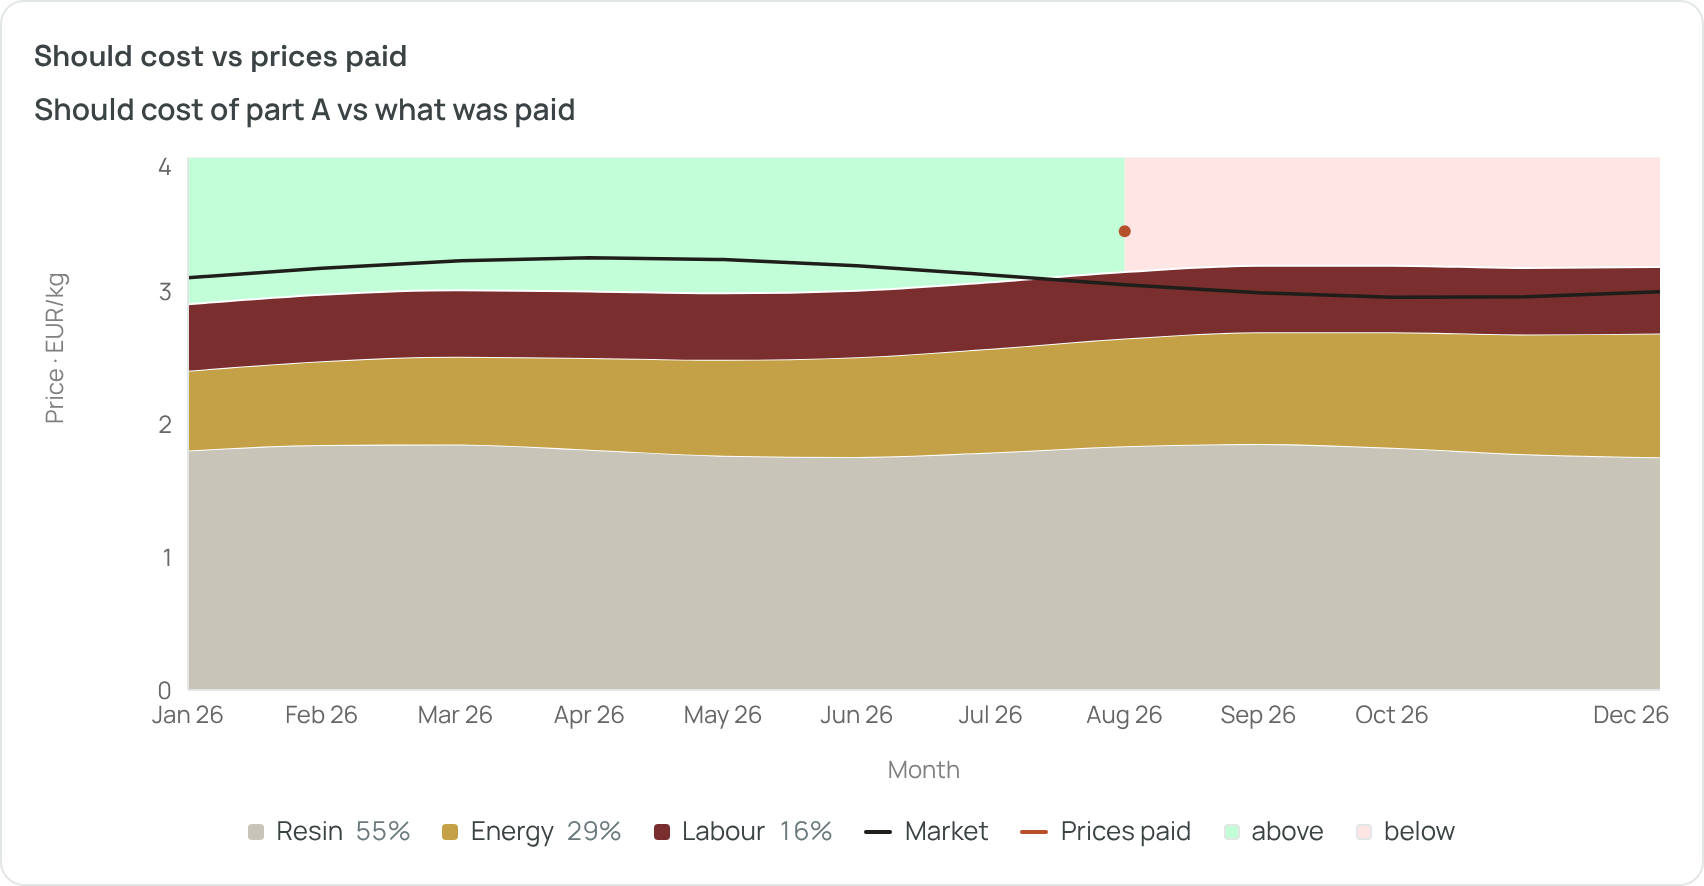 Should cost vs prices paid
Should cost of part A vs what was paid
4
3
2
1
0
Price · EUR/kg
Jan 26 Feb 26 Mar 26 Apr 26 May 26 Jun 26 Jul 26 Aug 26 Sep 26 Oct 26 Dec 26
Month
Resin 55% Energy 29% Labour 16% Market Prices paid above below